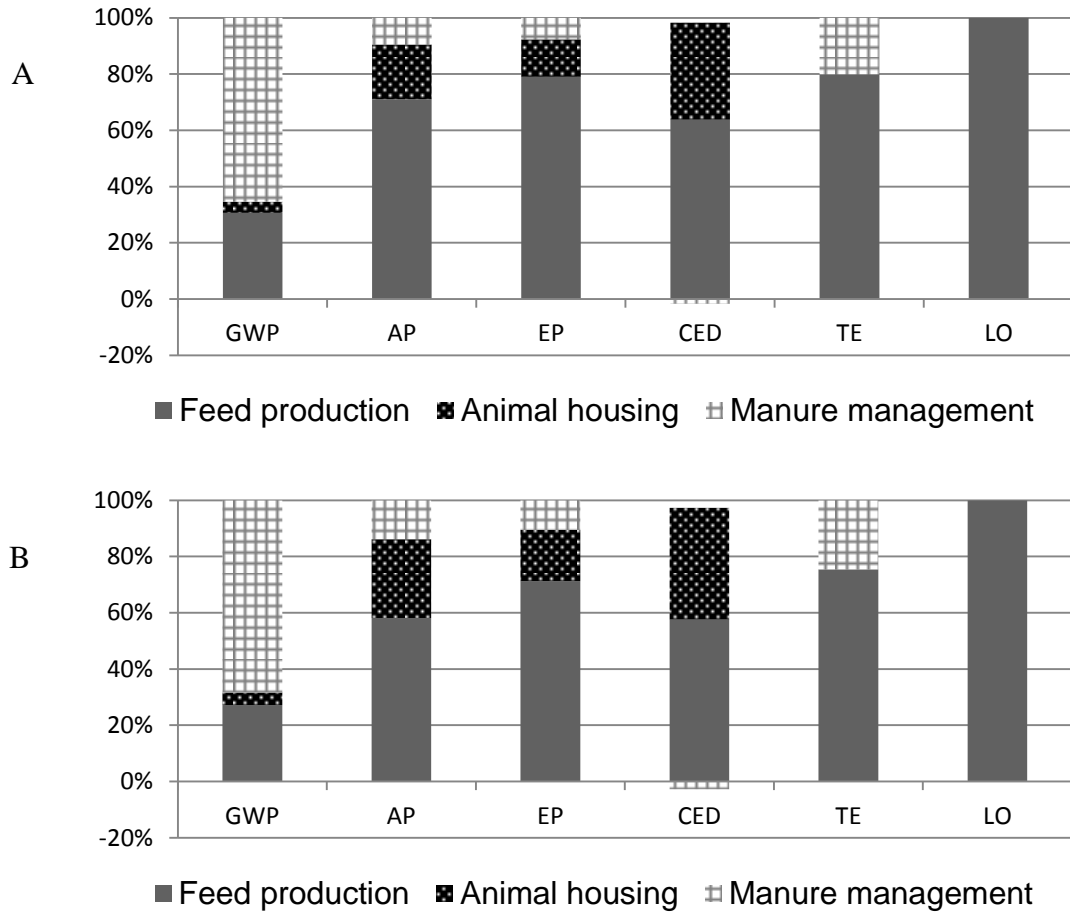 A
100%
80%
60%
40%
20%
0%
-20%
GWP AP EP CED TE LO
Feed production Animal housing Manure management
B
100%
80%
60%
40%
20%
0%
-20%
GWP AP EP CED TE LO
Feed production Animal housing Manure management